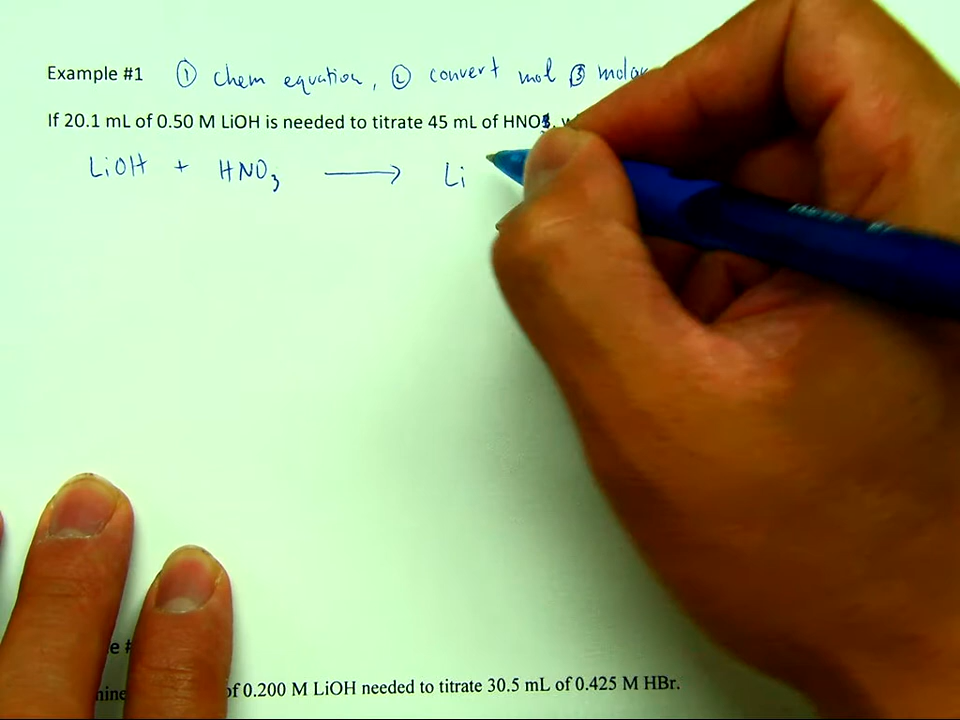 Example #1 ① chem equation, ② convert mol ③
If 20.1 mL of 0.50 M LiOH is needed to titrate 45 mL of HNO3.
LiOH + HNO₃ ⟶ Li
of 0.200 M LiOH needed to titrate 30.5 mL of 0.425 M HBr.